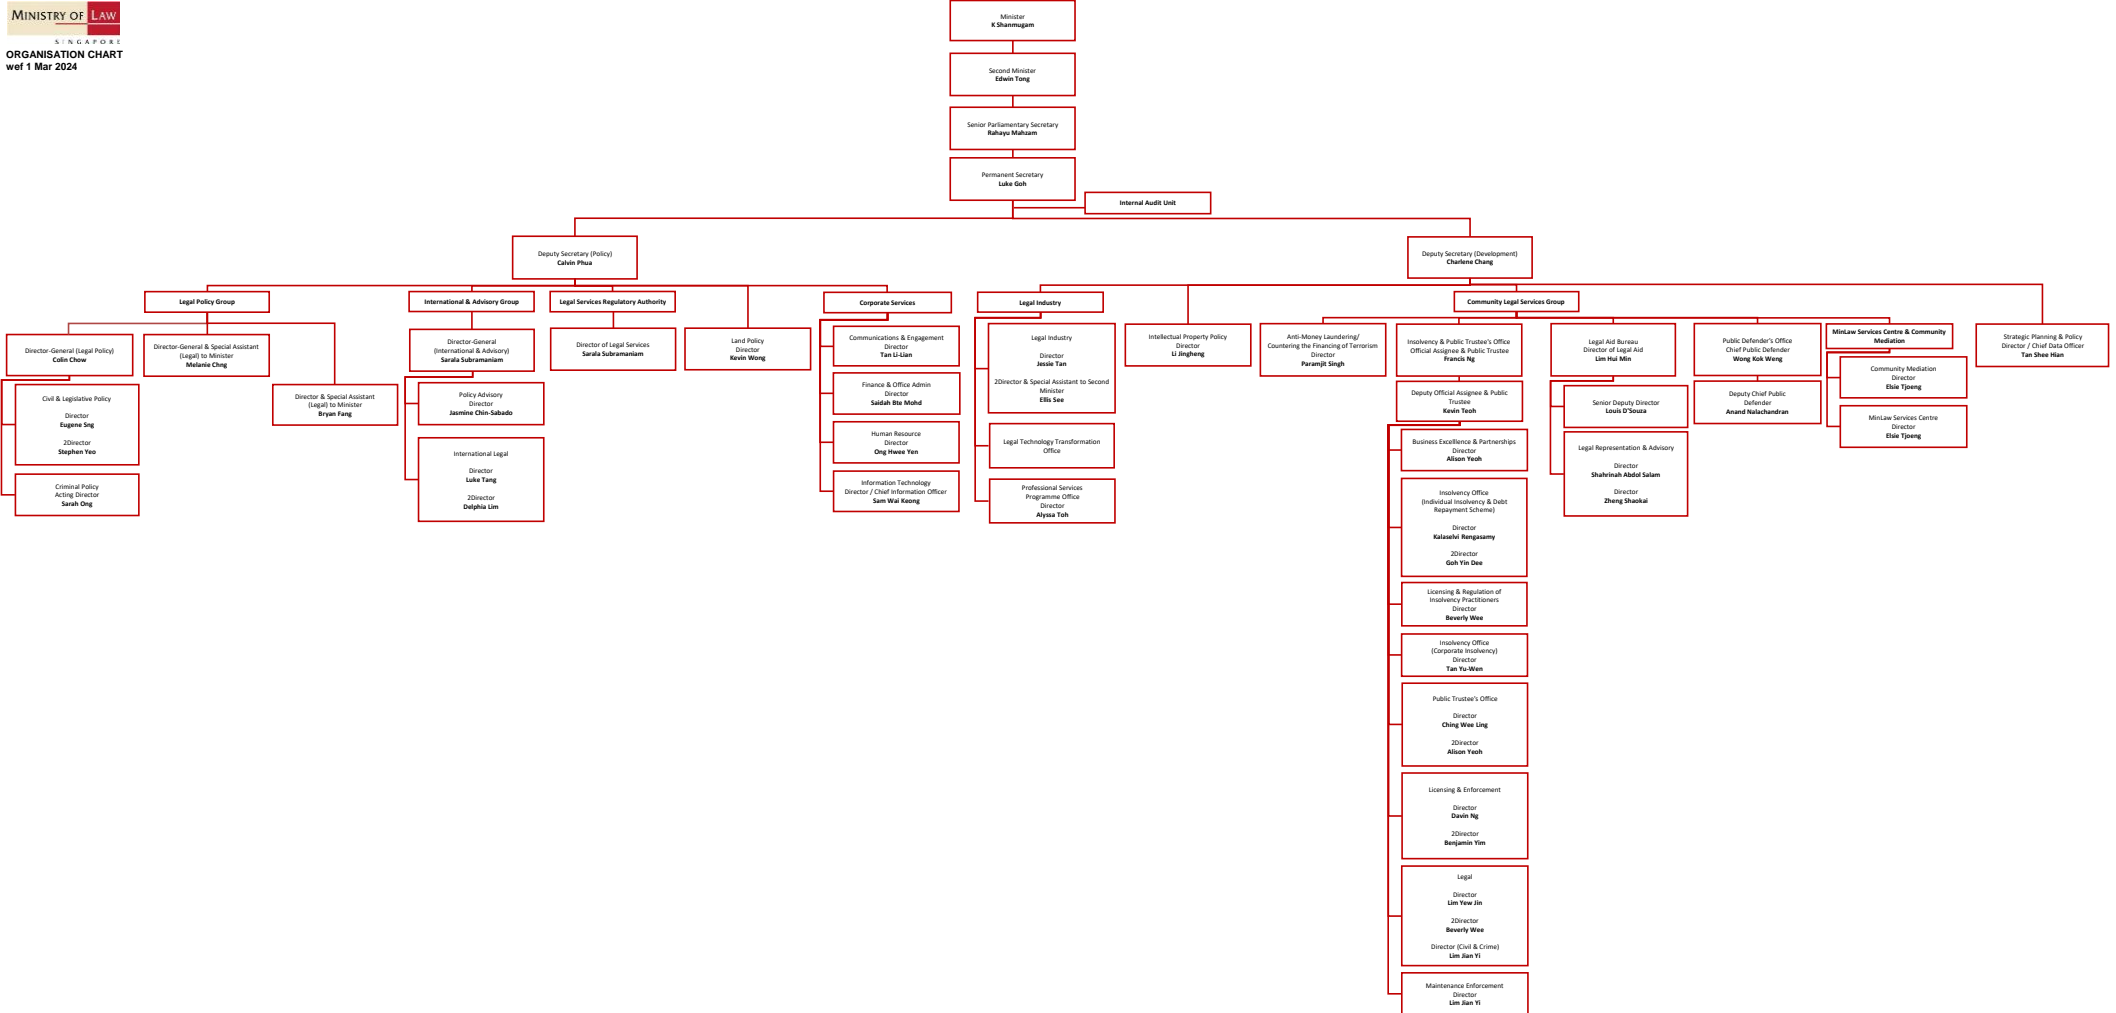 MINISTRY OF LAW
SINGAPORE
ORGANISATION CHART
wef 1 Mar 2024
Minister
K Shanmugam
Second Minister
Edwin Tong
Senior Parliamentary Secretary
Rahayu Mahzam
Permanent Secretary
Luke Goh
Internal Audit Unit
Deputy Secretary (Policy)
Calvin Phua
Deputy Secretary (Development)
Charlene Chang
Legal Policy Group
Director-General (Legal Policy)
Colin Chow
Civil & Legislative Policy
Director
Eugene Sng
2Director
Stephen Yeo
Criminal Policy
Acting Director
Sarah Ong
Director-General & Special Assistant
(Legal) to Minister
Melanie Chng
Director & Special Assistant
(Legal) to Minister
Bryan Fang
International & Advisory Group
Director-General
(International & Advisory)
Sarala Subramaniam
Policy Advisory
Director
Jasmine Chin-Sabado
International Legal
Director
Luke Tang
2Director
Delphia Lim
Legal Services Regulatory Authority
Director of Legal Services
Sarala Subramaniam
Land Policy
Director
Kevin Wong
Corporate Services
Communications & Engagement
Director
Tan Li-Lian
Finance & Office Admin
Director
Saidah Bte Mohd
Human Resource
Director
Ong Hwee Yen
Information Technology
Director / Chief Information Officer
Sam Wai Keong
Legal Industry
Legal Industry
Director
Jessie Tan
2Director & Special Assistant to Second
Minister
Ellis See
Legal Technology Transformation
Office
Professional Services
Programme Office
Director
Alyssa Toh
Intellectual Property Policy
Director
Li Jingheng
Community Legal Services Group
Anti-Money Laundering/
Countering the Financing of Terrorism
Director
Paramjit Singh
Insolvency & Public Trustee's Office
Official Assignee & Public Trustee
Francis Ng
Deputy Official Assignee & Public
Trustee
Kevin Teoh
Business Excelllence & Partnerships
Director
Alison Yeoh
Insolvency Office
(Individual Insolvency & Debt
Repayment Scheme)
Director
Kalaselvi Rengasamy
2Director
Goh Yin Dee
Licensing & Regulation of
Insolvency Practitioners
Director
Beverly Wee
Insolvency Office
(Corporate Insolvency)
Director
Tan Yu-Wen
Public Trustee's Office
Director
Ching Wee Ling
2Director
Alison Yeoh
Licensing & Enforcement
Director
Davin Ng
2Director
Benjamin Yim
Legal
Director
Lim Yew Jin
2Director
Beverly Wee
Director (Civil & Crime)
Lim Jian Yi
Maintenance Enforcement
Director
Lim Jian Yi
Legal Aid Bureau
Director of Legal Aid
Lim Hui Min
Senior Deputy Director
Louis D'Souza
Legal Representation & Advisory
Director
Shahrinah Abdol Salam
Director
Zheng Shaokai
Public Defender's Office
Chief Public Defender
Wong Kok Weng
Deputy Chief Public
Defender
Anand Nalachandran
MinLaw Services Centre & Community
Mediation
Community Mediation
Director
Elsie Tjoeng
MinLaw Services Centre
Director
Elsie Tjoeng
Strategic Planning & Policy
Director / Chief Data Officer
Tan Shee Hian